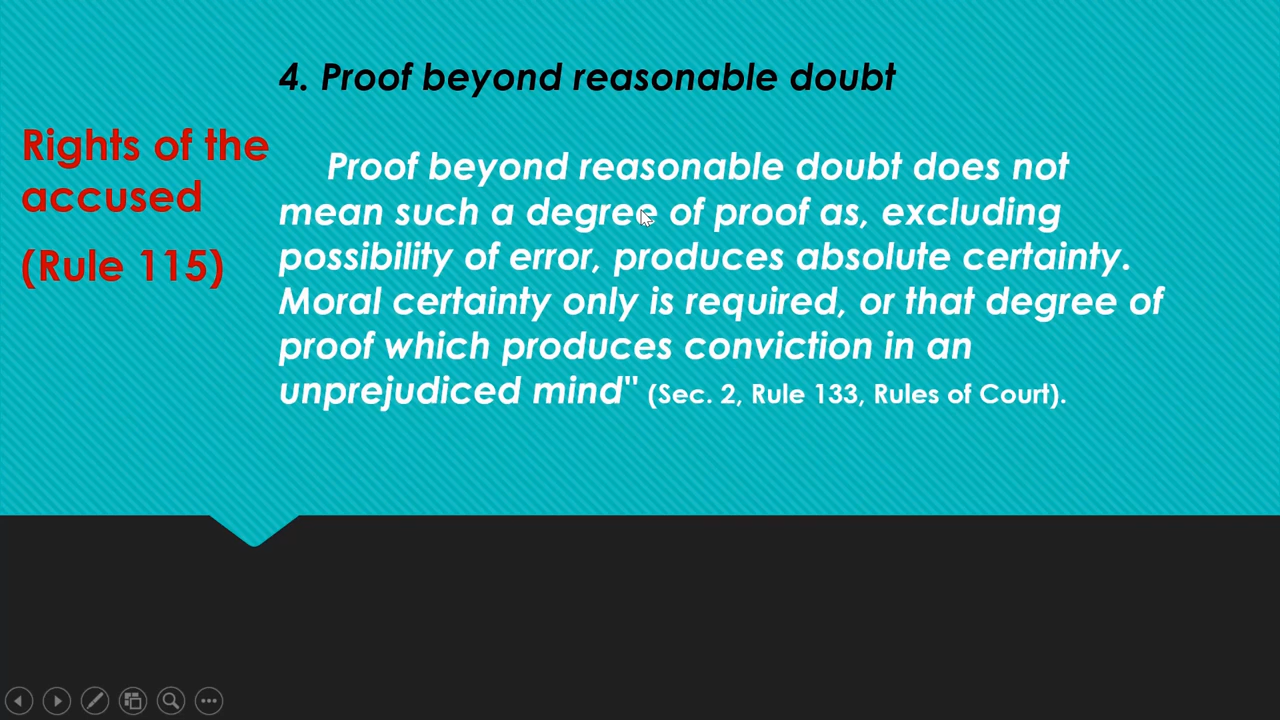 4. Proof beyond reasonable doubt
Rights of the
accused
(Rule 115)
Proof beyond reasonable doubt does not
mean such a degree of proof as, excluding
possibility of error, produces absolute certainty.
Moral certainty only is required, or that degree of
proof which produces conviction in an
unprejudiced mind" (Sec. 2, Rule 133, Rules of Court).